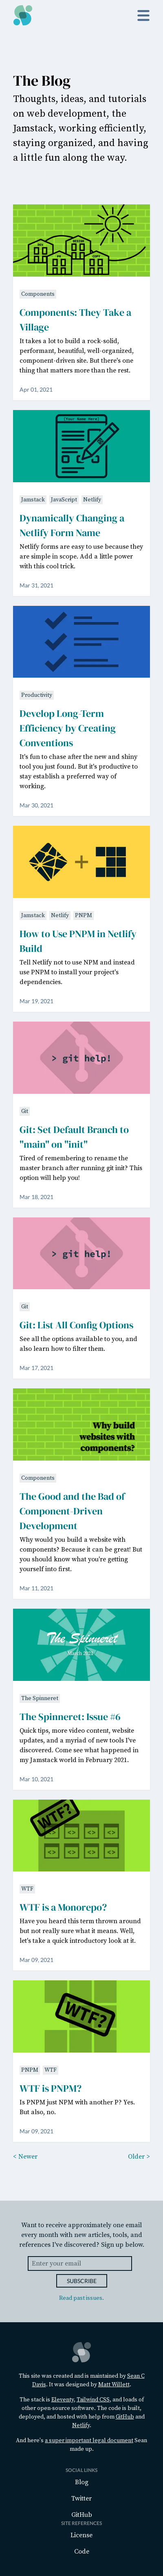 The Blog
Thoughts, ideas, and tutorials
on web development, the
Jamstack, working efficiently,
staying organized, and having
a little fun along the way.
DESIGN
Components
Components: They Take a
Village
It takes a lot to build a rock-solid,
performant, beautiful, well-organized,
component-driven site. But there's one
thing that matters more than the rest.
Apr 01, 2021
{Your Name Here}
Jamstack JavaScript Netlify
Dynamically Changing a
Netlify Form Name
Netlify forms are easy to use because they
are simple in scope. Add a little power
with this cool trick.
Mar 31, 2021
Productivity
Develop Long-Term
Efficiency by Creating
Conventions
It's fun to chase after the new and shiny
tool you just found. But it's productive to
stay establish a preferred way of
working.
Mar 30, 2021
Jamstack Netlify PNPM
How to Use PNPM in Netlify
Build
Tell Netlify not to use NPM and instead
use PNPM to install your project's
dependencies.
Mar 19, 2021
> git help!
Git
Git: Set Default Branch to
"main" on "init"
Tired of remembering to rename the
master branch after running git init? This
option will help you!
Mar 18, 2021
> git help!
Git
Git: List All Config Options
See all the options available to you, and
also learn how to filter them.
Mar 17, 2021
Why build
websites with
components?
Components
The Good and the Bad of
Component-Driven
Development
Why would you build a website with
components? Because it can be great! But
you should know what you're getting
yourself into first.
Mar 11, 2021
The Spinneret
March 2021
The Spinneret
The Spinneret: Issue #6
Quick tips, more video content, website
updates, and a myriad of new tools I've
discovered. Come see what happened in
my Jamstack world in February 2021.
Mar 10, 2021
WTF?
WTF
WTF is a Monorepo?
Have you heard this term thrown around
but not really sure what it means. Well,
let's take a quick introductory look at it.
Mar 09, 2021
WTF?
PNPM WTF
WTF is PNPM?
Is PNPM just NPM with another P? Yes.
But also, no.
Mar 09, 2021
< Newer
Older >
Want to receive approximately one email
every month with new articles, tools, and
references I've discovered? Sign up below.
Enter your email
SUBSCRIBE
Read past issues.
This site was created and is maintained by Sean C
Davis. It was designed by Matt Willett.
The stack is Eleventy, Tailwind CSS, and loads of
other open-source software. The code is built,
deployed, and hosted with help from GitHub and
Netlify.
And here's a super important legal document Sean
made up.
SOCIAL LINKS
Blog
Twitter
GitHub
SITE REFERENCES
License
Code